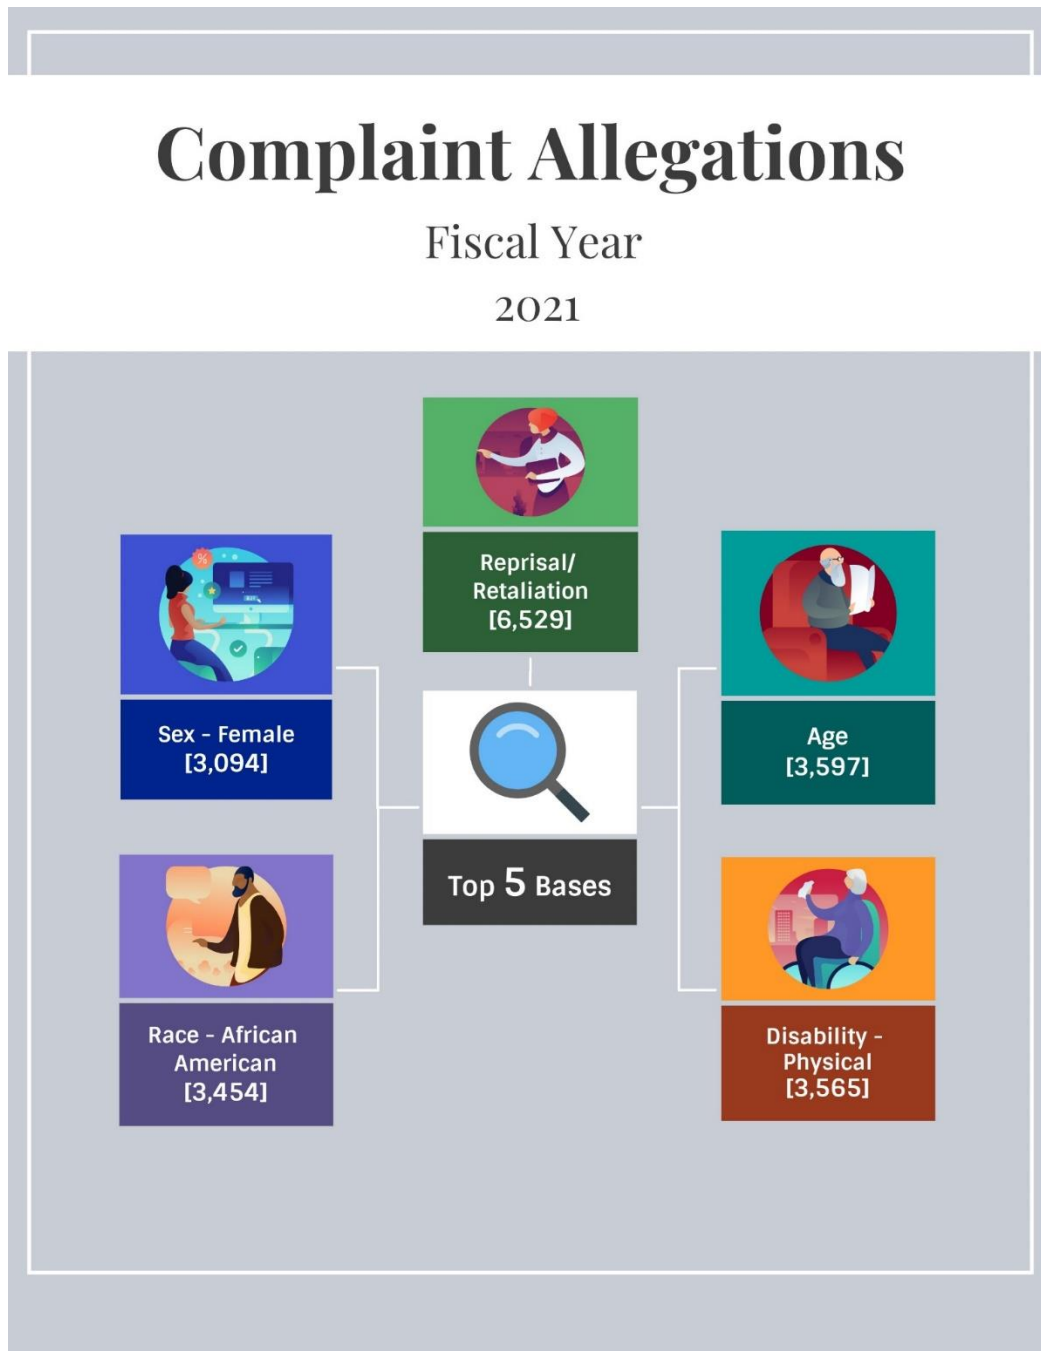 Complaint Allegations
Fiscal Year
2021
Reprisal/
Retaliation
[6,529]
Sex - Female
[3,094]
Age
[3,597]
Top 5 Bases
Race - African
American
[3,454]
Disability -
Physical
[3,565]